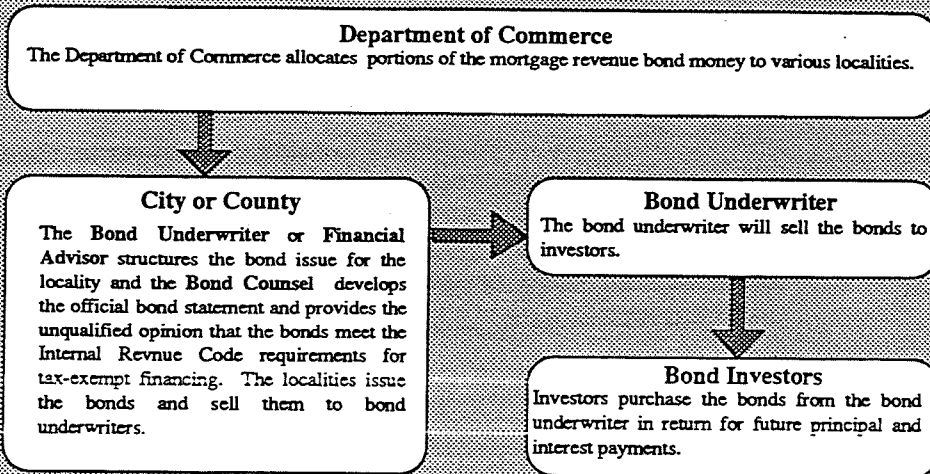 Department of Commerce
The Department of Commerce allocates portions of the mortgage revenue bond money to various localities.
City or County
The Bond Underwriter or Financial
Advisor structures the bond issue for the
locality and the Bond Counsel develops
the official bond statement and provides the
unqualified opinion that the bonds meet the
Internal Revnue Code requirements for
tax-exempt financing. The localities issue
the bonds and sell them to bond
underwriters.
Bond Underwriter
The bond underwriter will sell the bonds to
investors.
Bond Investors
Investors purchase the bonds from the bond
underwriter in return for future principal and
interest payments.